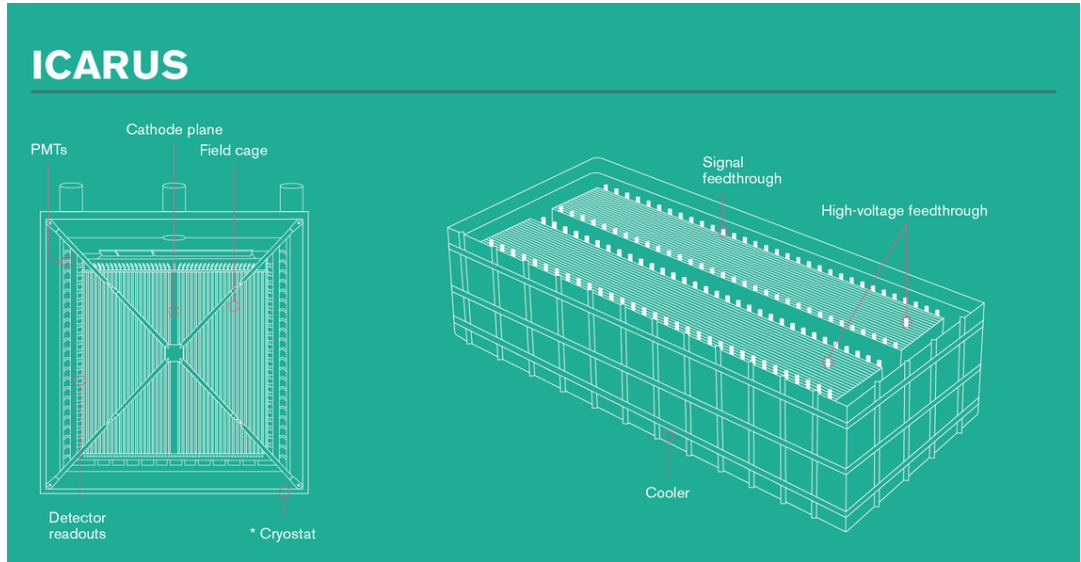 ICARUS
Cathode plane
PMTs
Field cage
Detector
readouts
* Cryostat
Signal
feedthrough
High-voltage feedthrough
Cooler